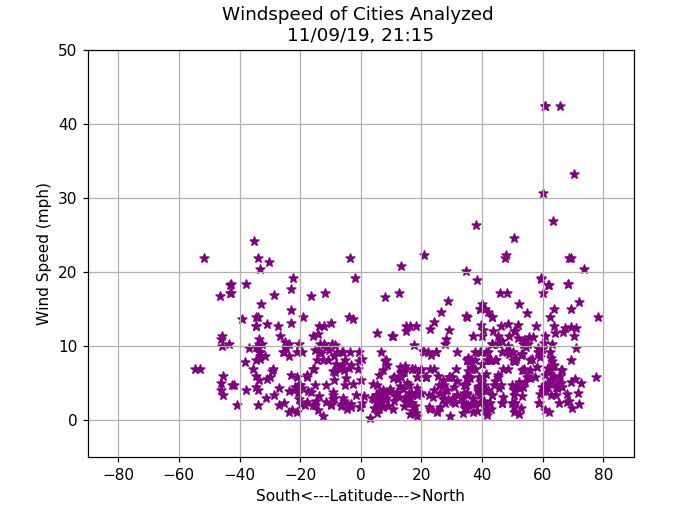 Windspeed of Cities Analyzed
11/09/19, 21:15
50
40
30
20
10
0
Wind Speed (mph)
−80 −60 −40 −20 0 20 40 60 80
South<---Latitude--->North